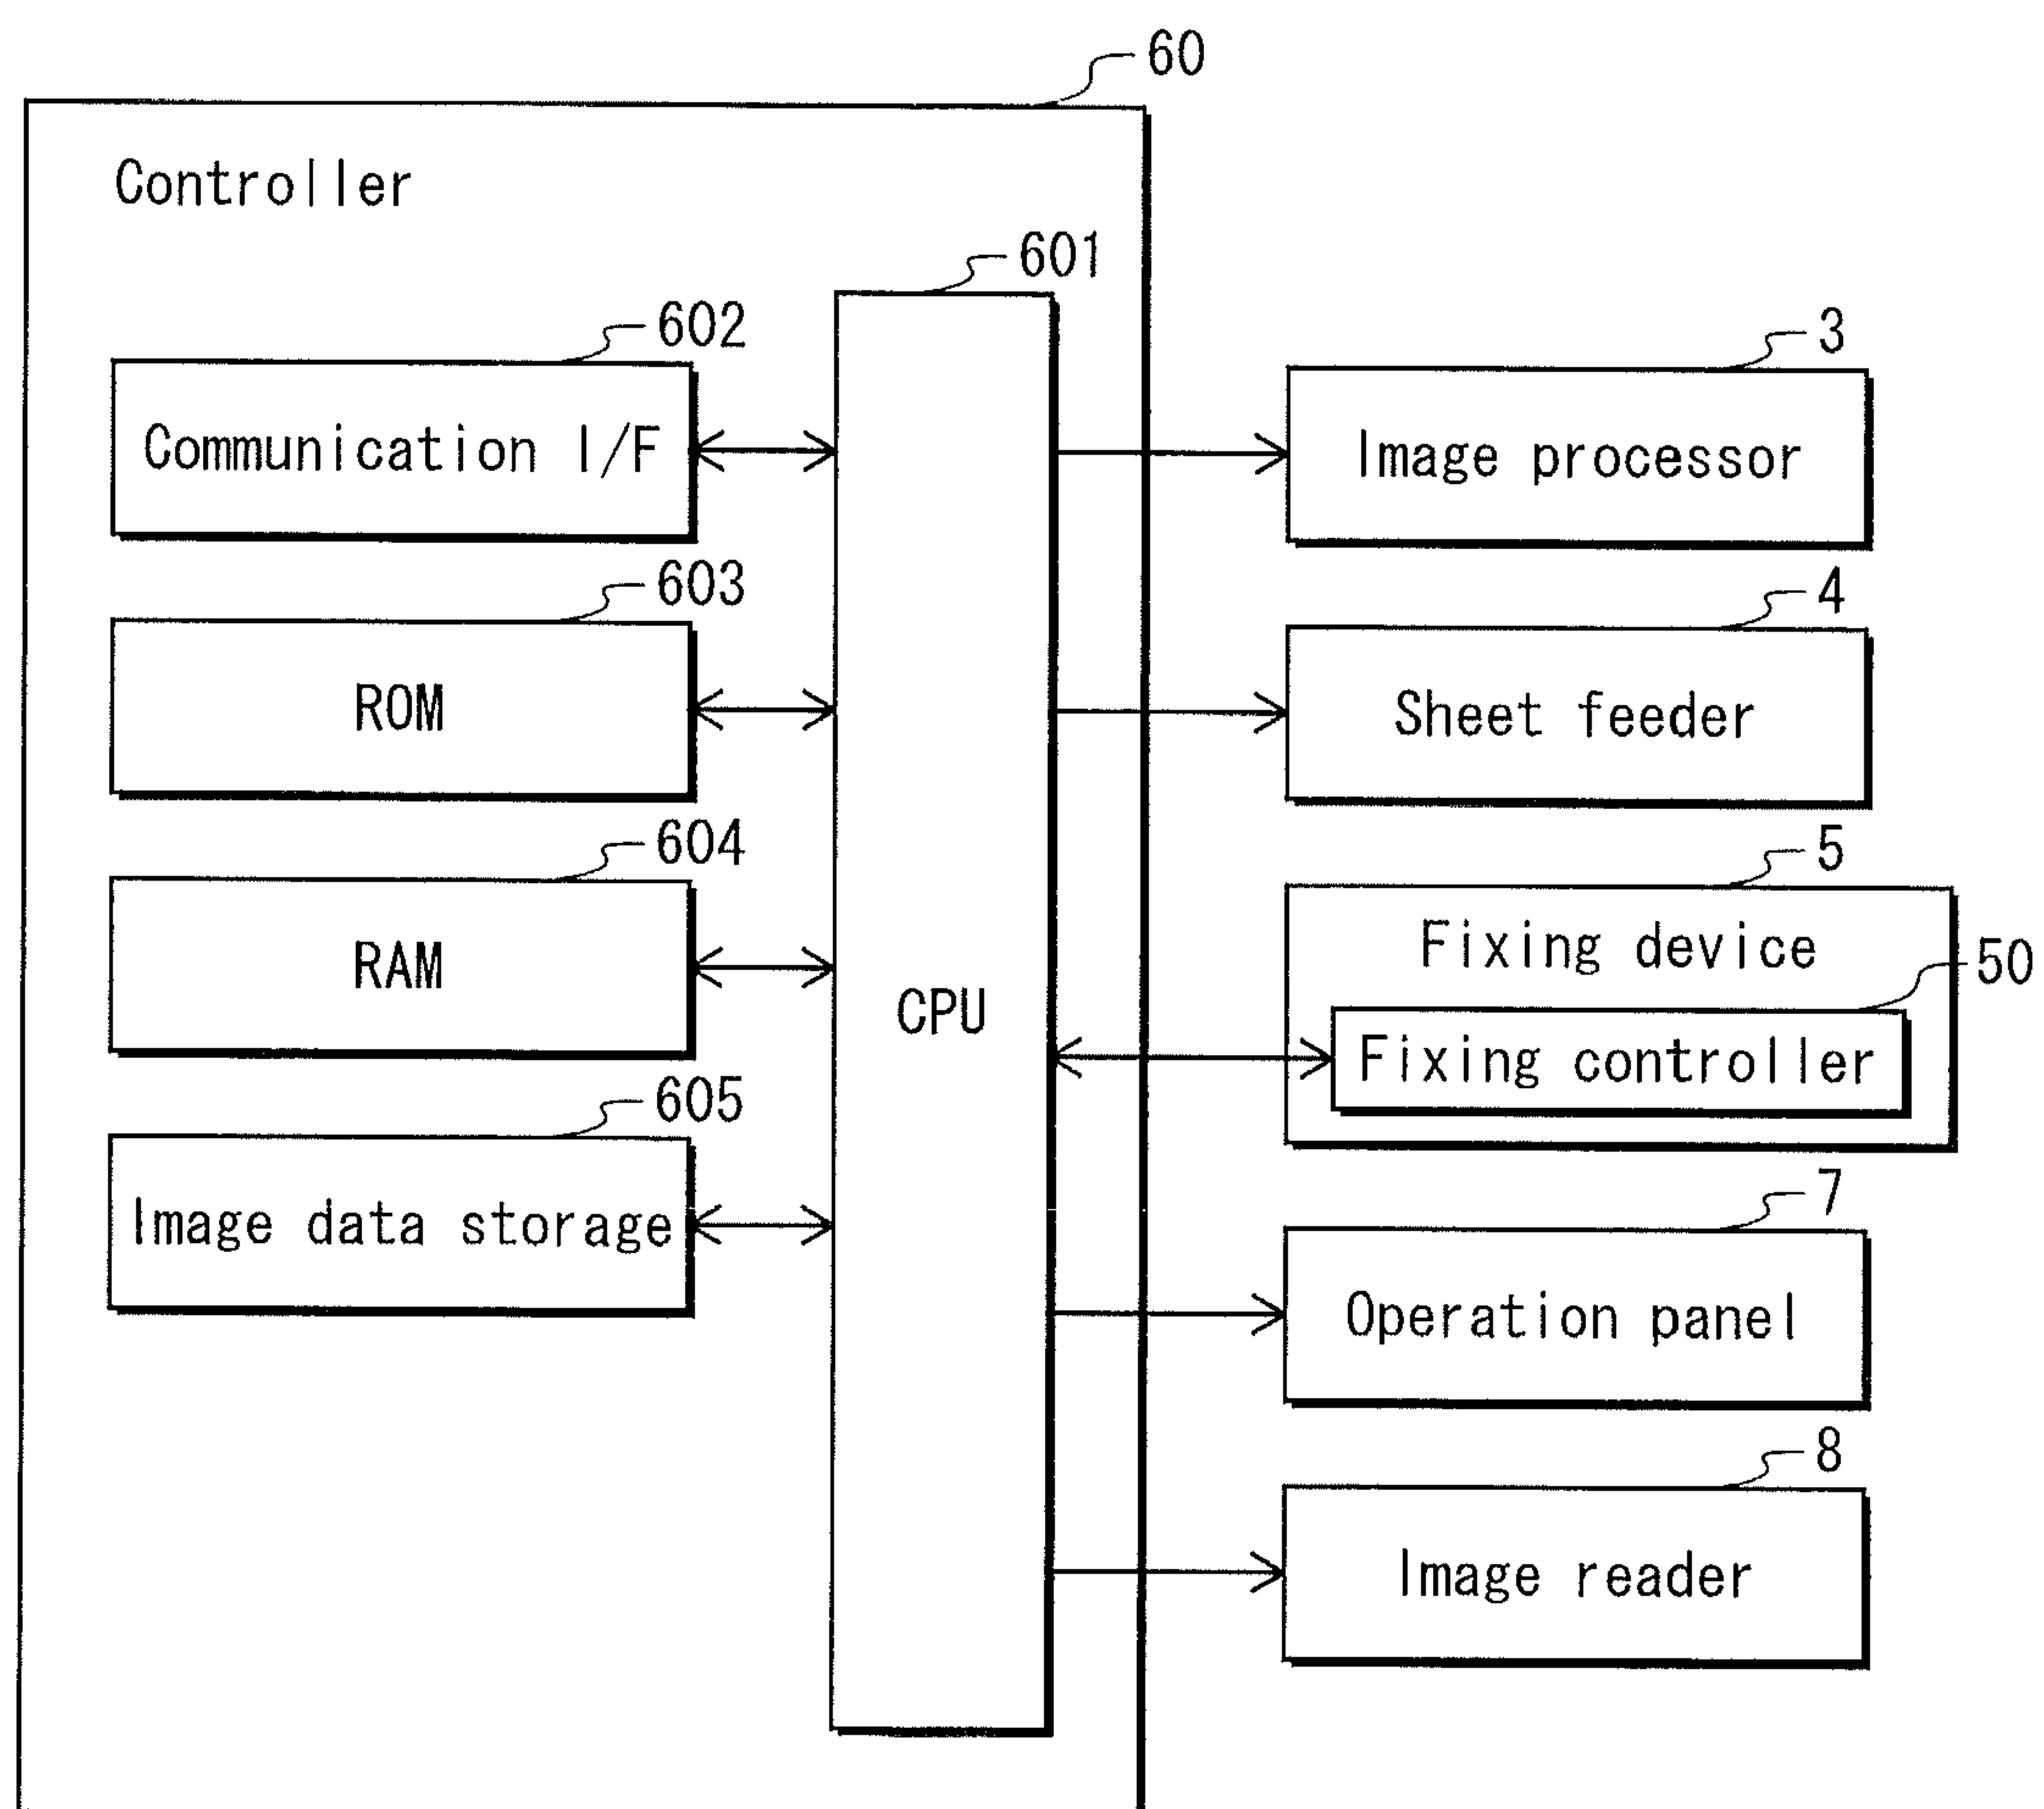 60
Controller
601
602
Communication I/F
603
ROM
604
RAM
605
Image data storage
CPU
3
Image processor
4
Sheet feeder
5
Fixing device
50
Fixing controller
7
Operation panel
8
Image reader